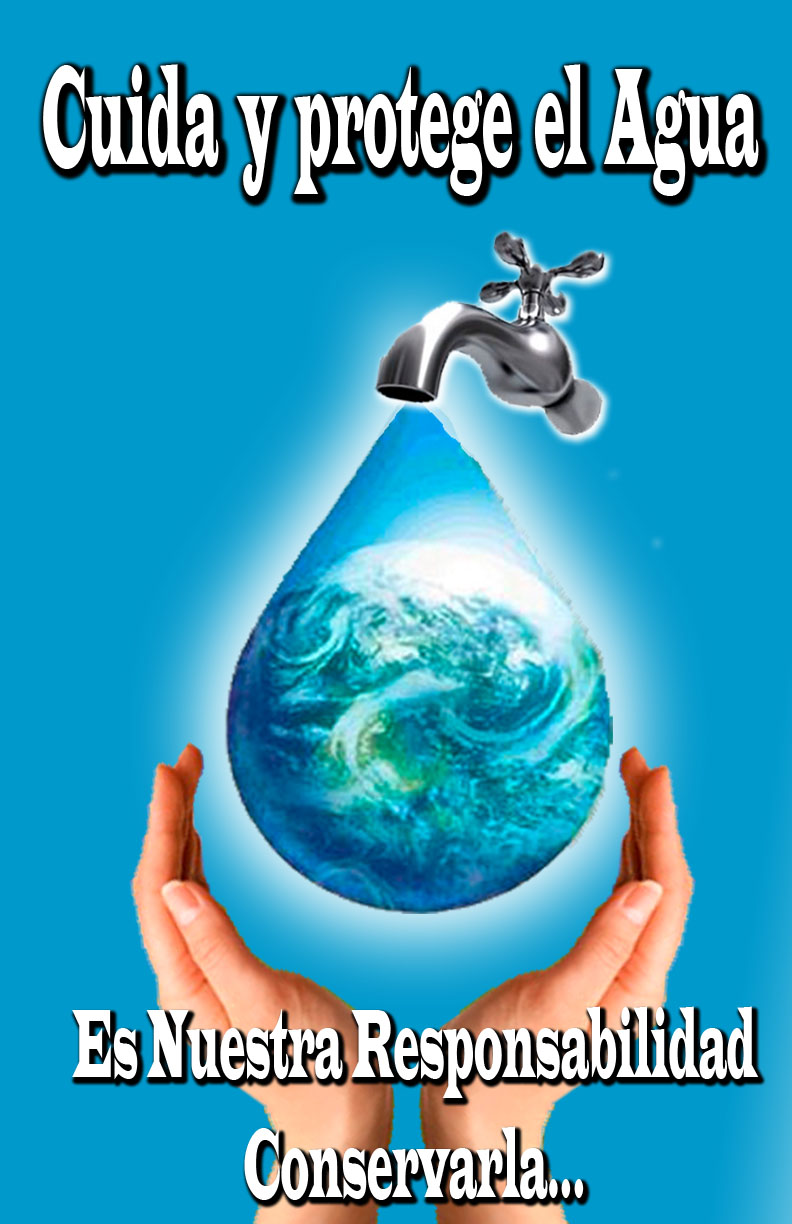 Cuida y protege el Agua
Es Nuestra Responsabilidad
Conservarla...